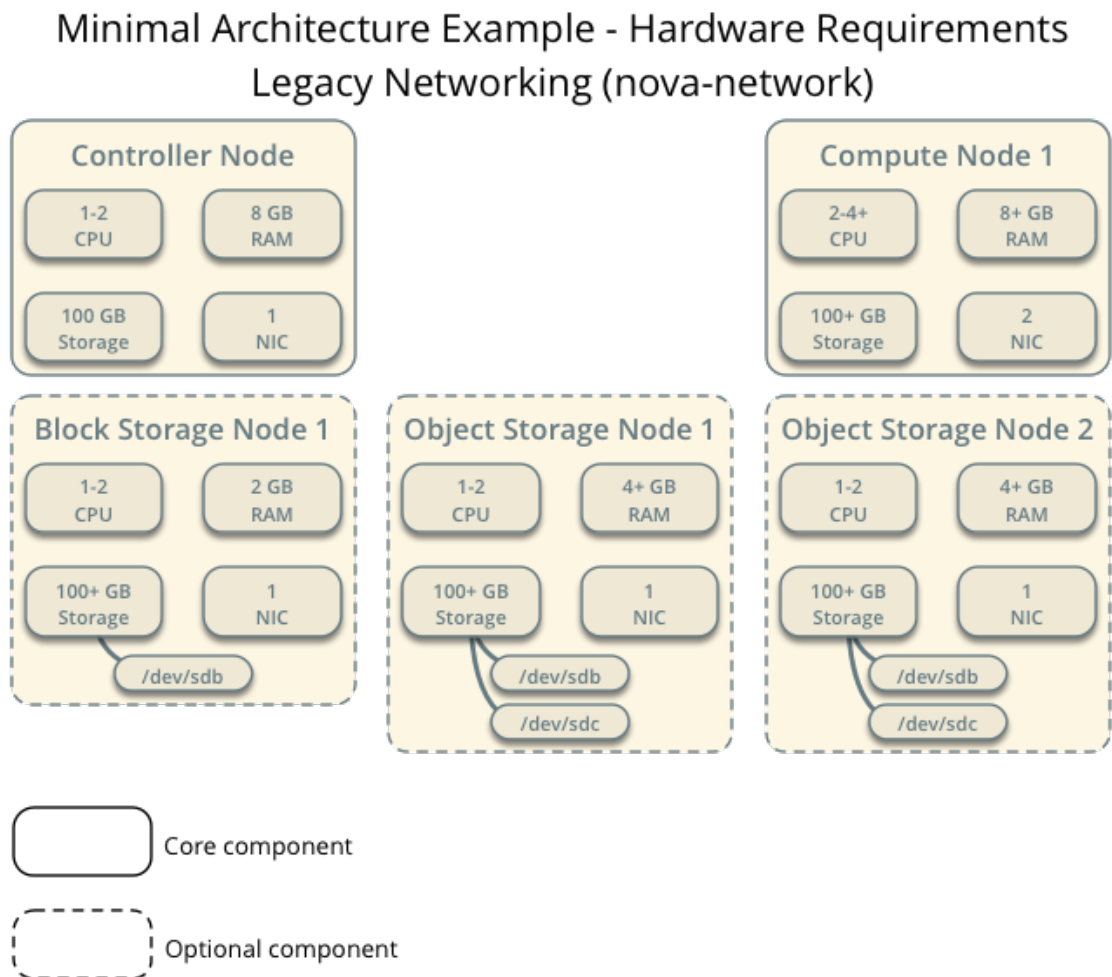 Minimal Architecture Example - Hardware Requirements
Legacy Networking (nova-network)
Controller Node
1-2
CPU
8 GB
RAM
100 GB
Storage
1
NIC
Compute Node 1
2-4+
CPU
8+ GB
RAM
100+ GB
Storage
2
NIC
Block Storage Node 1
1-2
CPU
2 GB
RAM
100+ GB
Storage
1
NIC
/dev/sdb
Object Storage Node 1
1-2
CPU
4+ GB
RAM
100+ GB
Storage
1
NIC
/dev/sdb
/dev/sdc
Object Storage Node 2
1-2
CPU
4+ GB
RAM
100+ GB
Storage
1
NIC
/dev/sdb
/dev/sdc
Core component
Optional component